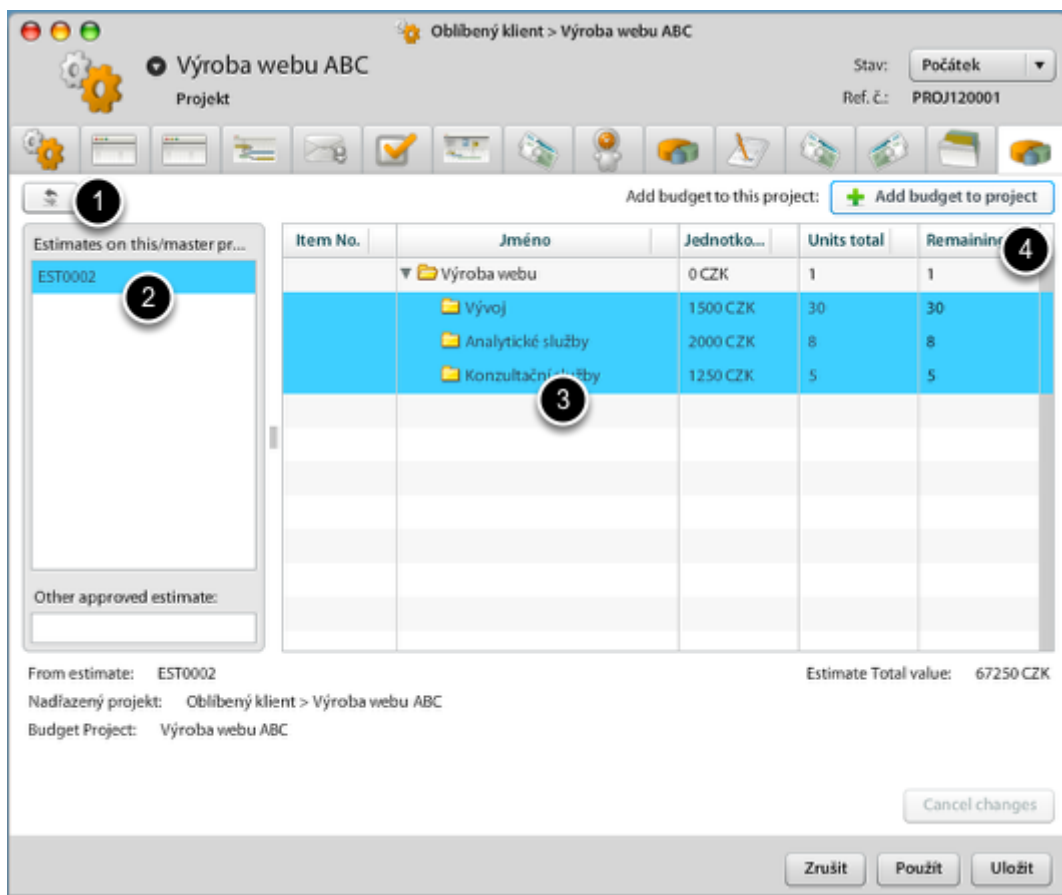 Oblíbený klient > Výroba webu ABC
Výroba webu ABC
Stav: Počátek
Projekt
Ref. č.: PROJ120001
1
Add budget to this project: Add budget to project
Estimates on this/master pr...
Item No. Jméno Jednotko... Units total Remaining
4
EST0002
2
Výroba webu 0 CZK 1 1
Vývoj 1500 CZK 30 30
Analytické služby 2000 CZK 8 8
Konzultační služby 1250 CZK 5 5
3
Other approved estimate:
From estimate: EST0002
Estimate Total value: 67250 CZK
Nadřazený projekt: Oblíbený klient > Výroba webu ABC
Budget Project: Výroba webu ABC
Cancel changes
Zrušit Použít Uložit